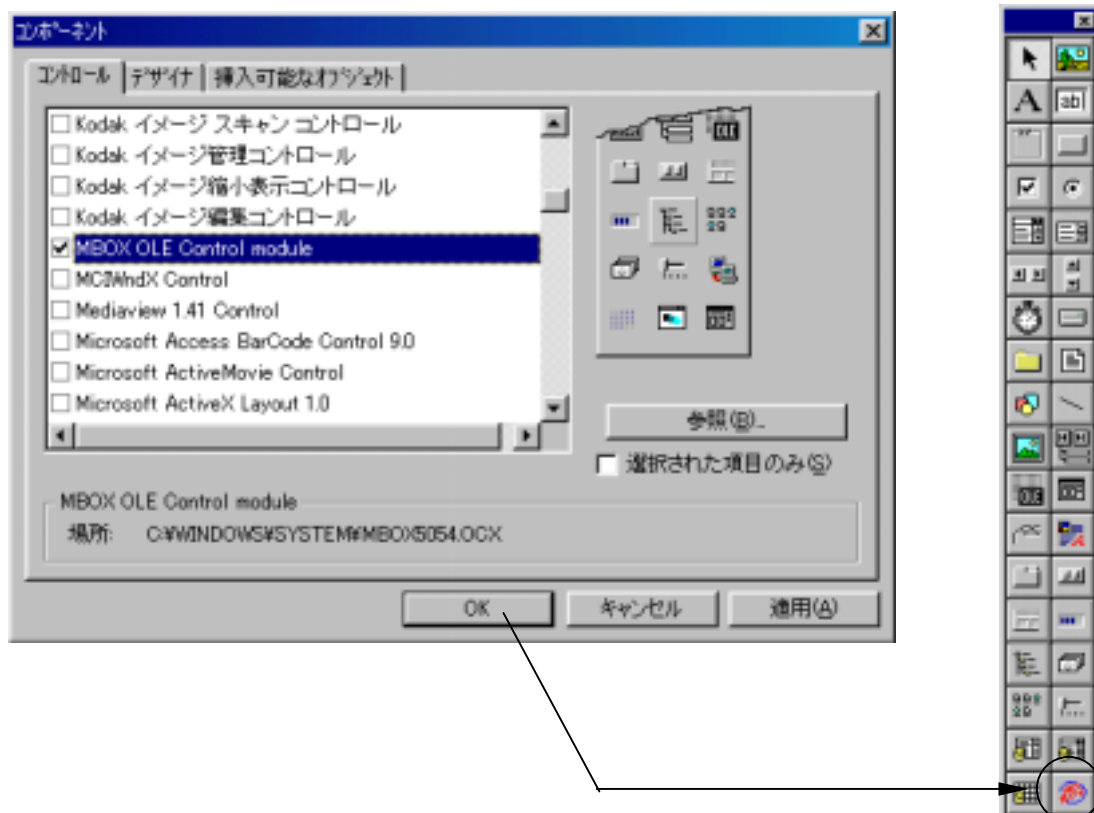 コンポーネント
コントロール デザイナ 挿入可能なオブジェクト
Kodak イメージ スキャン コントロール
Kodak イメージ管理コントロール
Kodak イメージ縮小表示コントロール
Kodak イメージ編集コントロール
MBOX OLE Control module
MCIWndX Control
Mediaview 1.41 Control
Microsoft Access BarCode Control 9.0
Microsoft ActiveMovie Control
Microsoft ActiveX Layout 1.0
参照(B)...
選択された項目のみ(S)
MBOX OLE Control module
場所: C:¥WINDOWS¥SYSTEM¥MBOX5054.OCX
OK キャンセル 適用(A)
OLE
A
ab
OLE